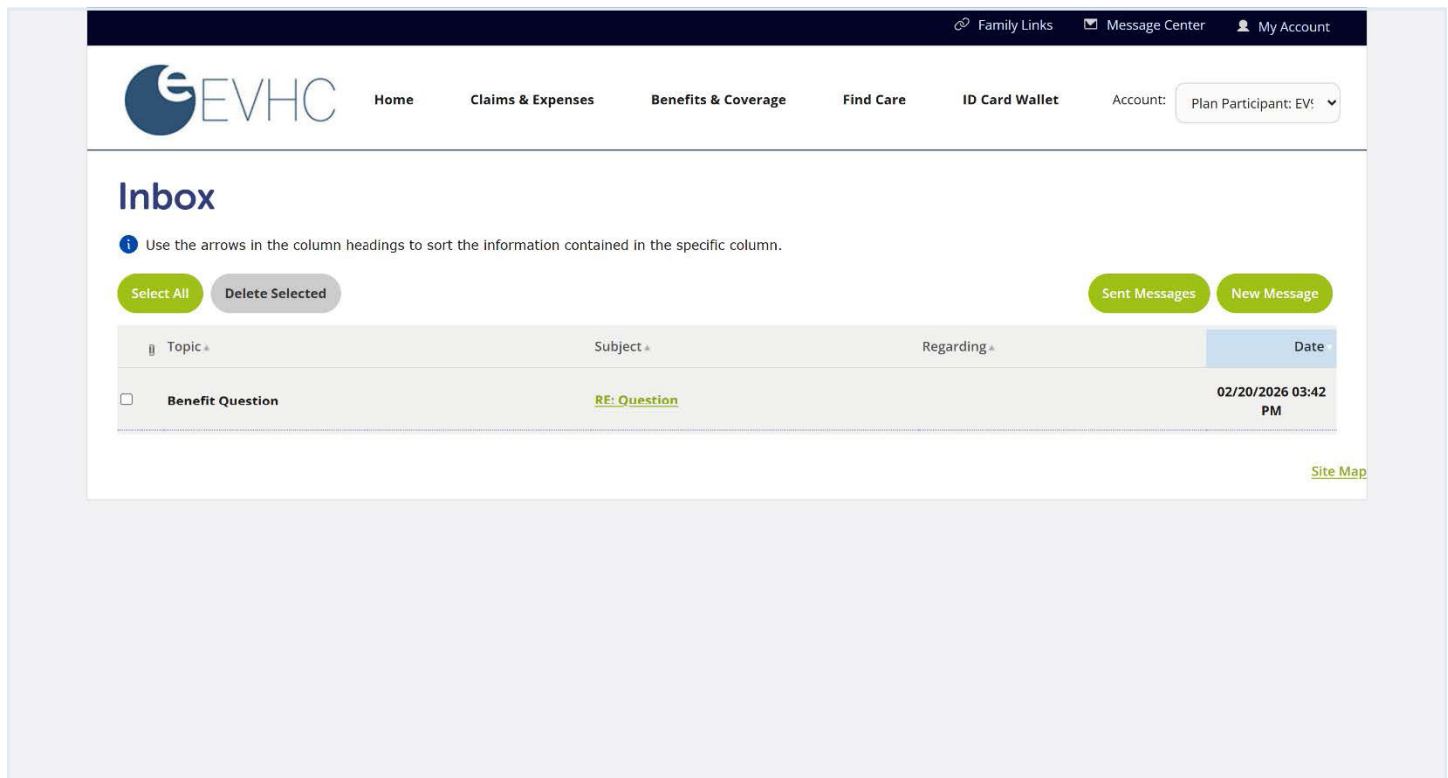 Family Links Message Center My Account
eEVHC Home Claims & Expenses Benefits & Coverage Find Care ID Card Wallet Account: Plan Participant: EV9
Inbox
i Use the arrows in the column headings to sort the information contained in the specific column.
Select All Delete Selected Sent Messages New Message
Topic Subject Regarding Date
Benefit Question RE: Question 02/20/2026 03:42
PM
Site Map